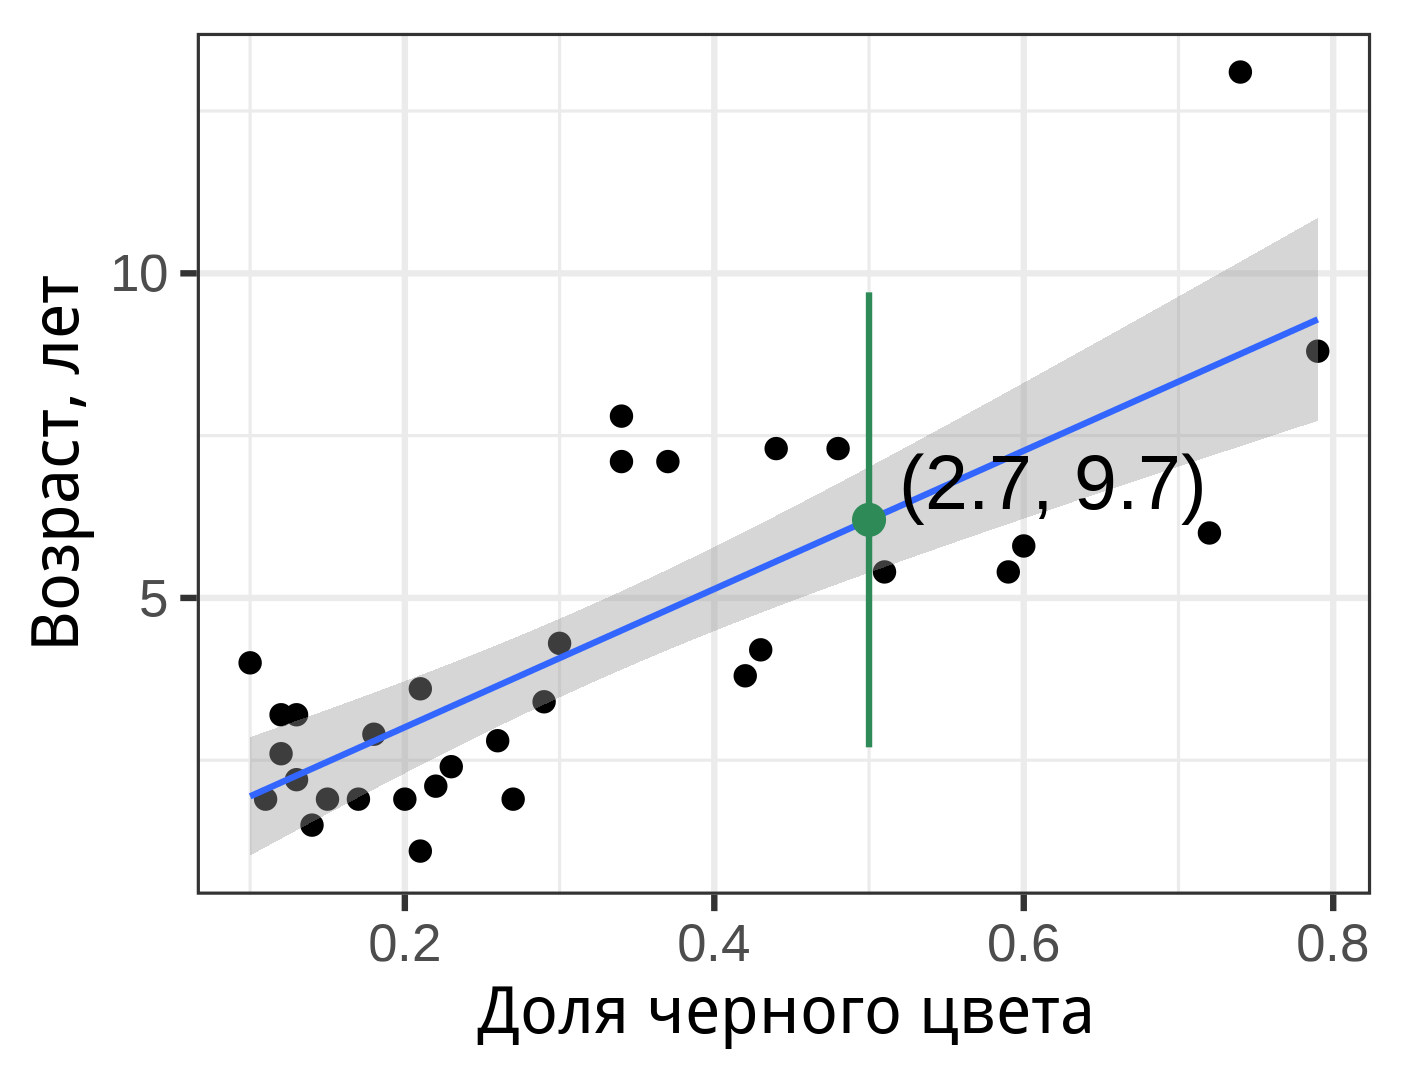 10
5
Возраст, лет
(2.7, 9.7)
0.2 0.4 0.6 0.8
Доля черного цвета